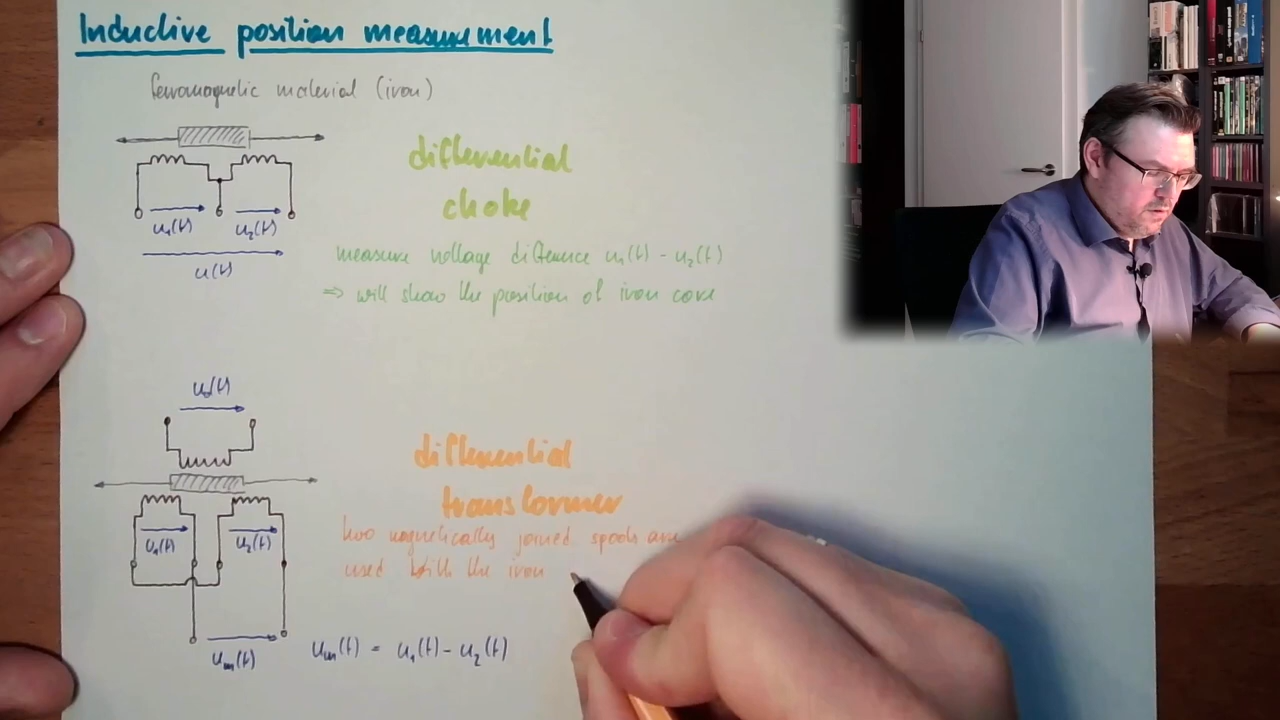 Inductive position measurement
ferromagnetic material (iron)
differential
choke
u₁(t)
u₂(t)
u(t)
measure voltage difference u₁(t) - u₂(t)
⇒ will show the position of iron core
u₀(t)
differential
transformer
u₁(t)
u₂(t)
two magnetically joined spools are
used with the iron
uₘ(t)
uₘ(t) = u₁(t) - u₂(t)